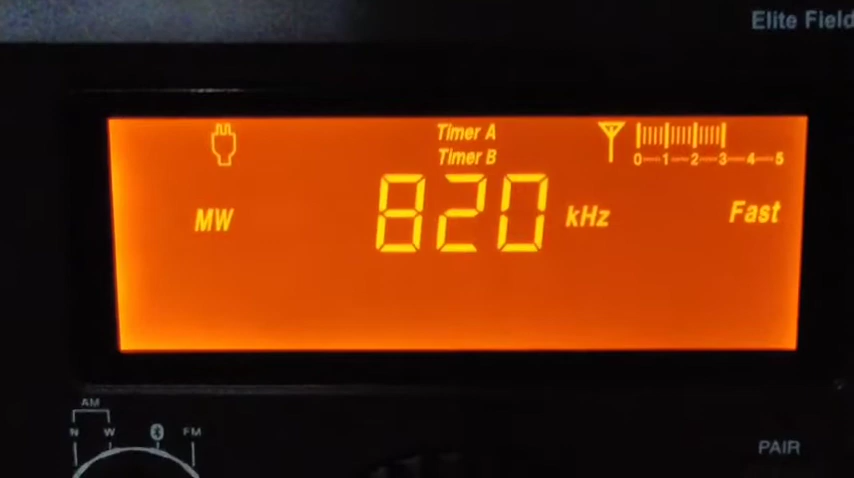 Elite Field
Timer A
Timer B
0—1—2—3—4—5
MW 820 kHz Fast
AM
N W FM
PAIR